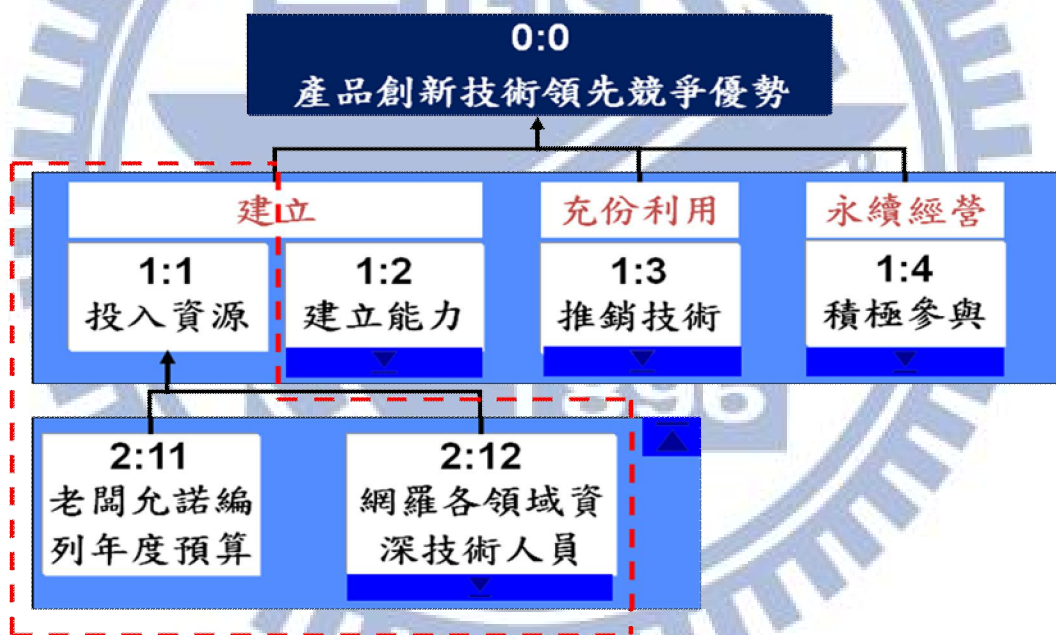 0:0
產品創新技術領先競爭優勢
建立
充份利用
永續經營
1:1
投入資源
1:2
建立能力
1:3
推銷技術
1:4
積極參與
2:11
老闆允諾編
列年度預算
2:12
網羅各領域資
深技術人員